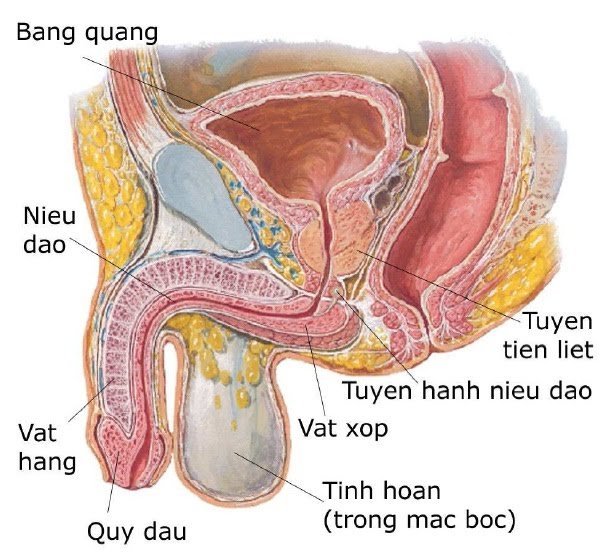 Bang quang
Nieu
dao
Tuyen
tien liet
Tuyen hanh nieu dao
Vat xop
Vat
hang
Tinh hoan
(trong mac boc)
Quy dau